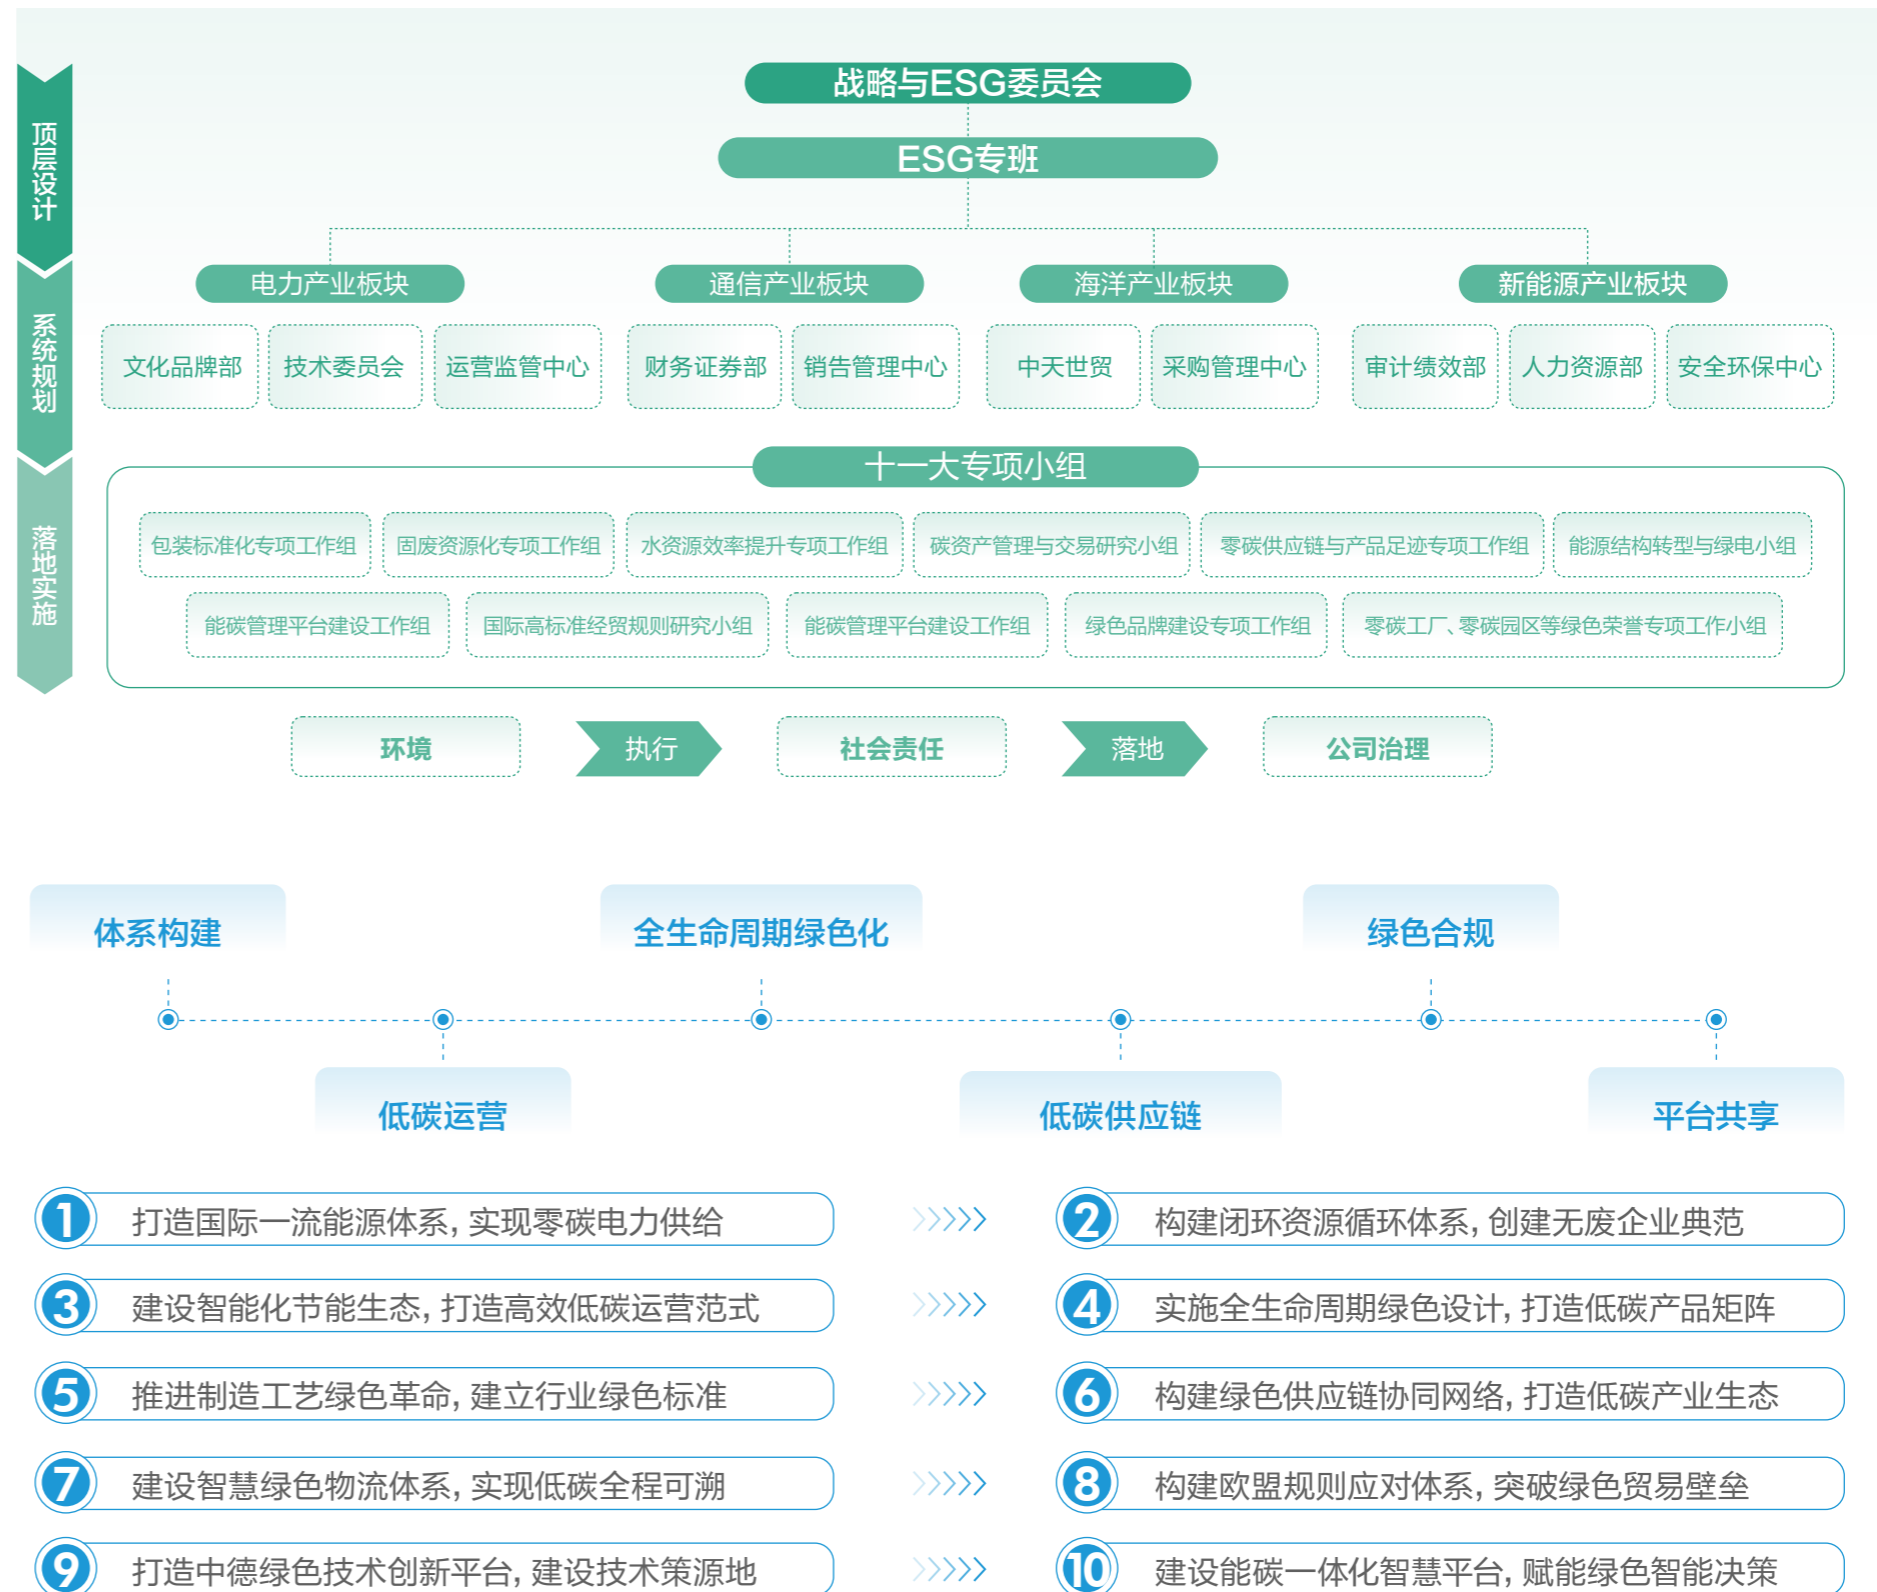 战略与ESG委员会
ESG专班
顶层设计
电力产业板块
通信产业板块
海洋产业板块
新能源产业板块
系统规划
文化品牌部
技术委员会
运营监管中心
财务证券部
销告管理中心
中天世贸
采购管理中心
审计绩效部
人力资源部
安全环保中心
十一大专项小组
落地实施
包装标准化专项工作组
固废资源化专项工作组
水资源效率提升专项工作组
碳资产管理与交易研究小组
零碳供应链与产品足迹专项工作组
能源结构转型与绿电小组
能碳管理平台建设工作组
国际高标准经贸规则研究小组
能碳管理平台建设工作组
绿色品牌建设专项工作组
零碳工厂、零碳园区等绿色荣誉专项工作小组
环境
执行
社会责任
落地
公司治理
体系构建
全生命周期绿色化
绿色合规
低碳运营
低碳供应链
平台共享
1 打造国际一流能源体系, 实现零碳电力供给
2 构建闭环资源循环体系, 创建无废企业典范
3 建设智能化节能生态, 打造高效低碳运营范式
4 实施全生命周期绿色设计, 打造低碳产品矩阵
5 推进制造工艺绿色革命, 建立行业绿色标准
6 构建绿色供应链协同网络, 打造低碳产业生态
7 建设智慧绿色物流体系, 实现低碳全程可溯
8 构建欧盟规则应对体系, 突破绿色贸易壁垒
9 打造中德绿色技术创新平台, 建设技术策源地
10 建设能碳一体化智慧平台, 赋能绿色智能决策